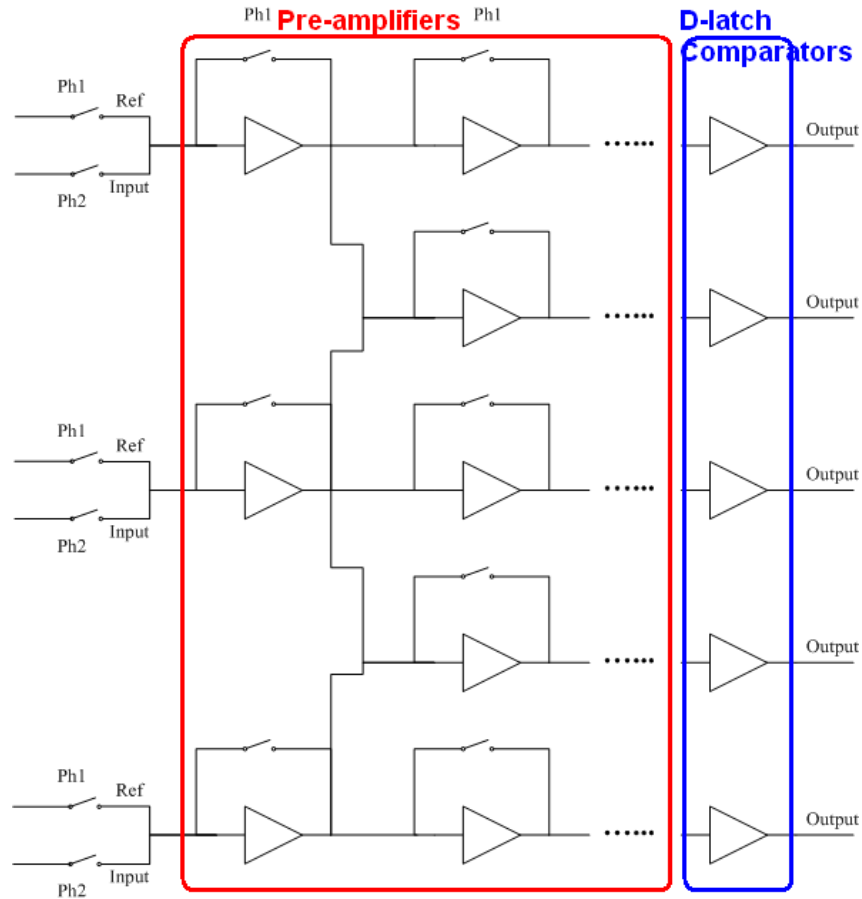 Ph1
Pre-amplifiers
Ph1
D-latch
Comparators
Ph1
Ref
Output
Input
Ph2
Output
Ph1
Ref
Output
Input
Ph2
Output
Ph1
Ref
Output
Input
Ph2